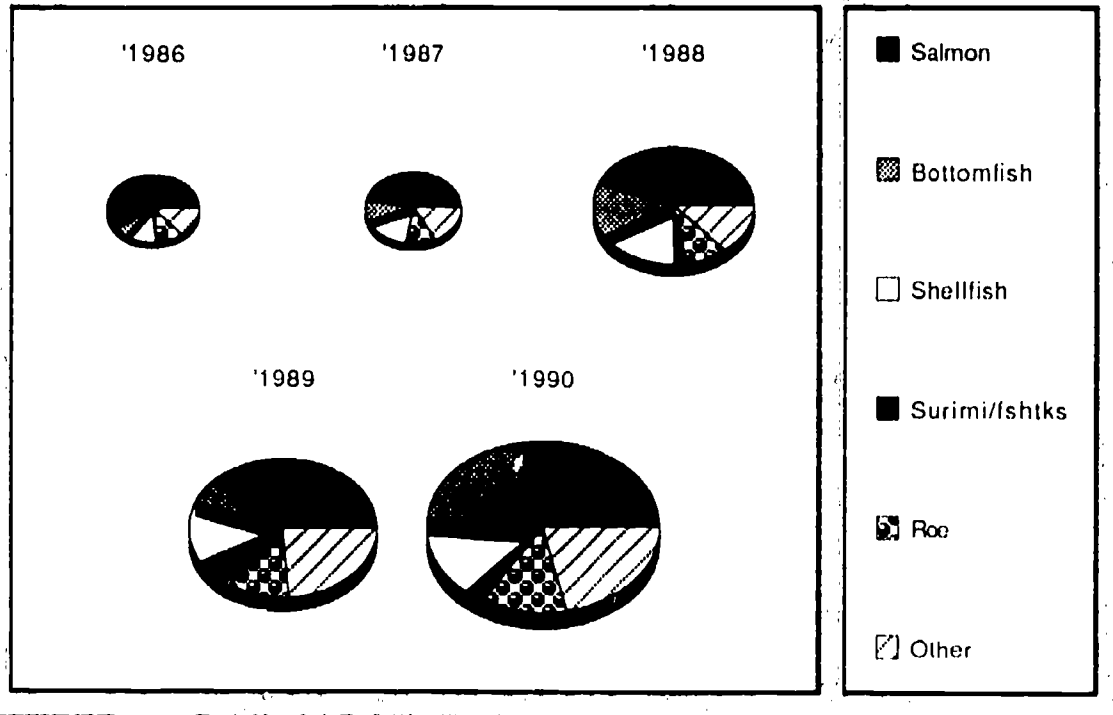 '1986
'1987
'1988
'1989
'1990
Salmon
Bottomfish
Shellfish
Surimi/fshtks
Roe
Other